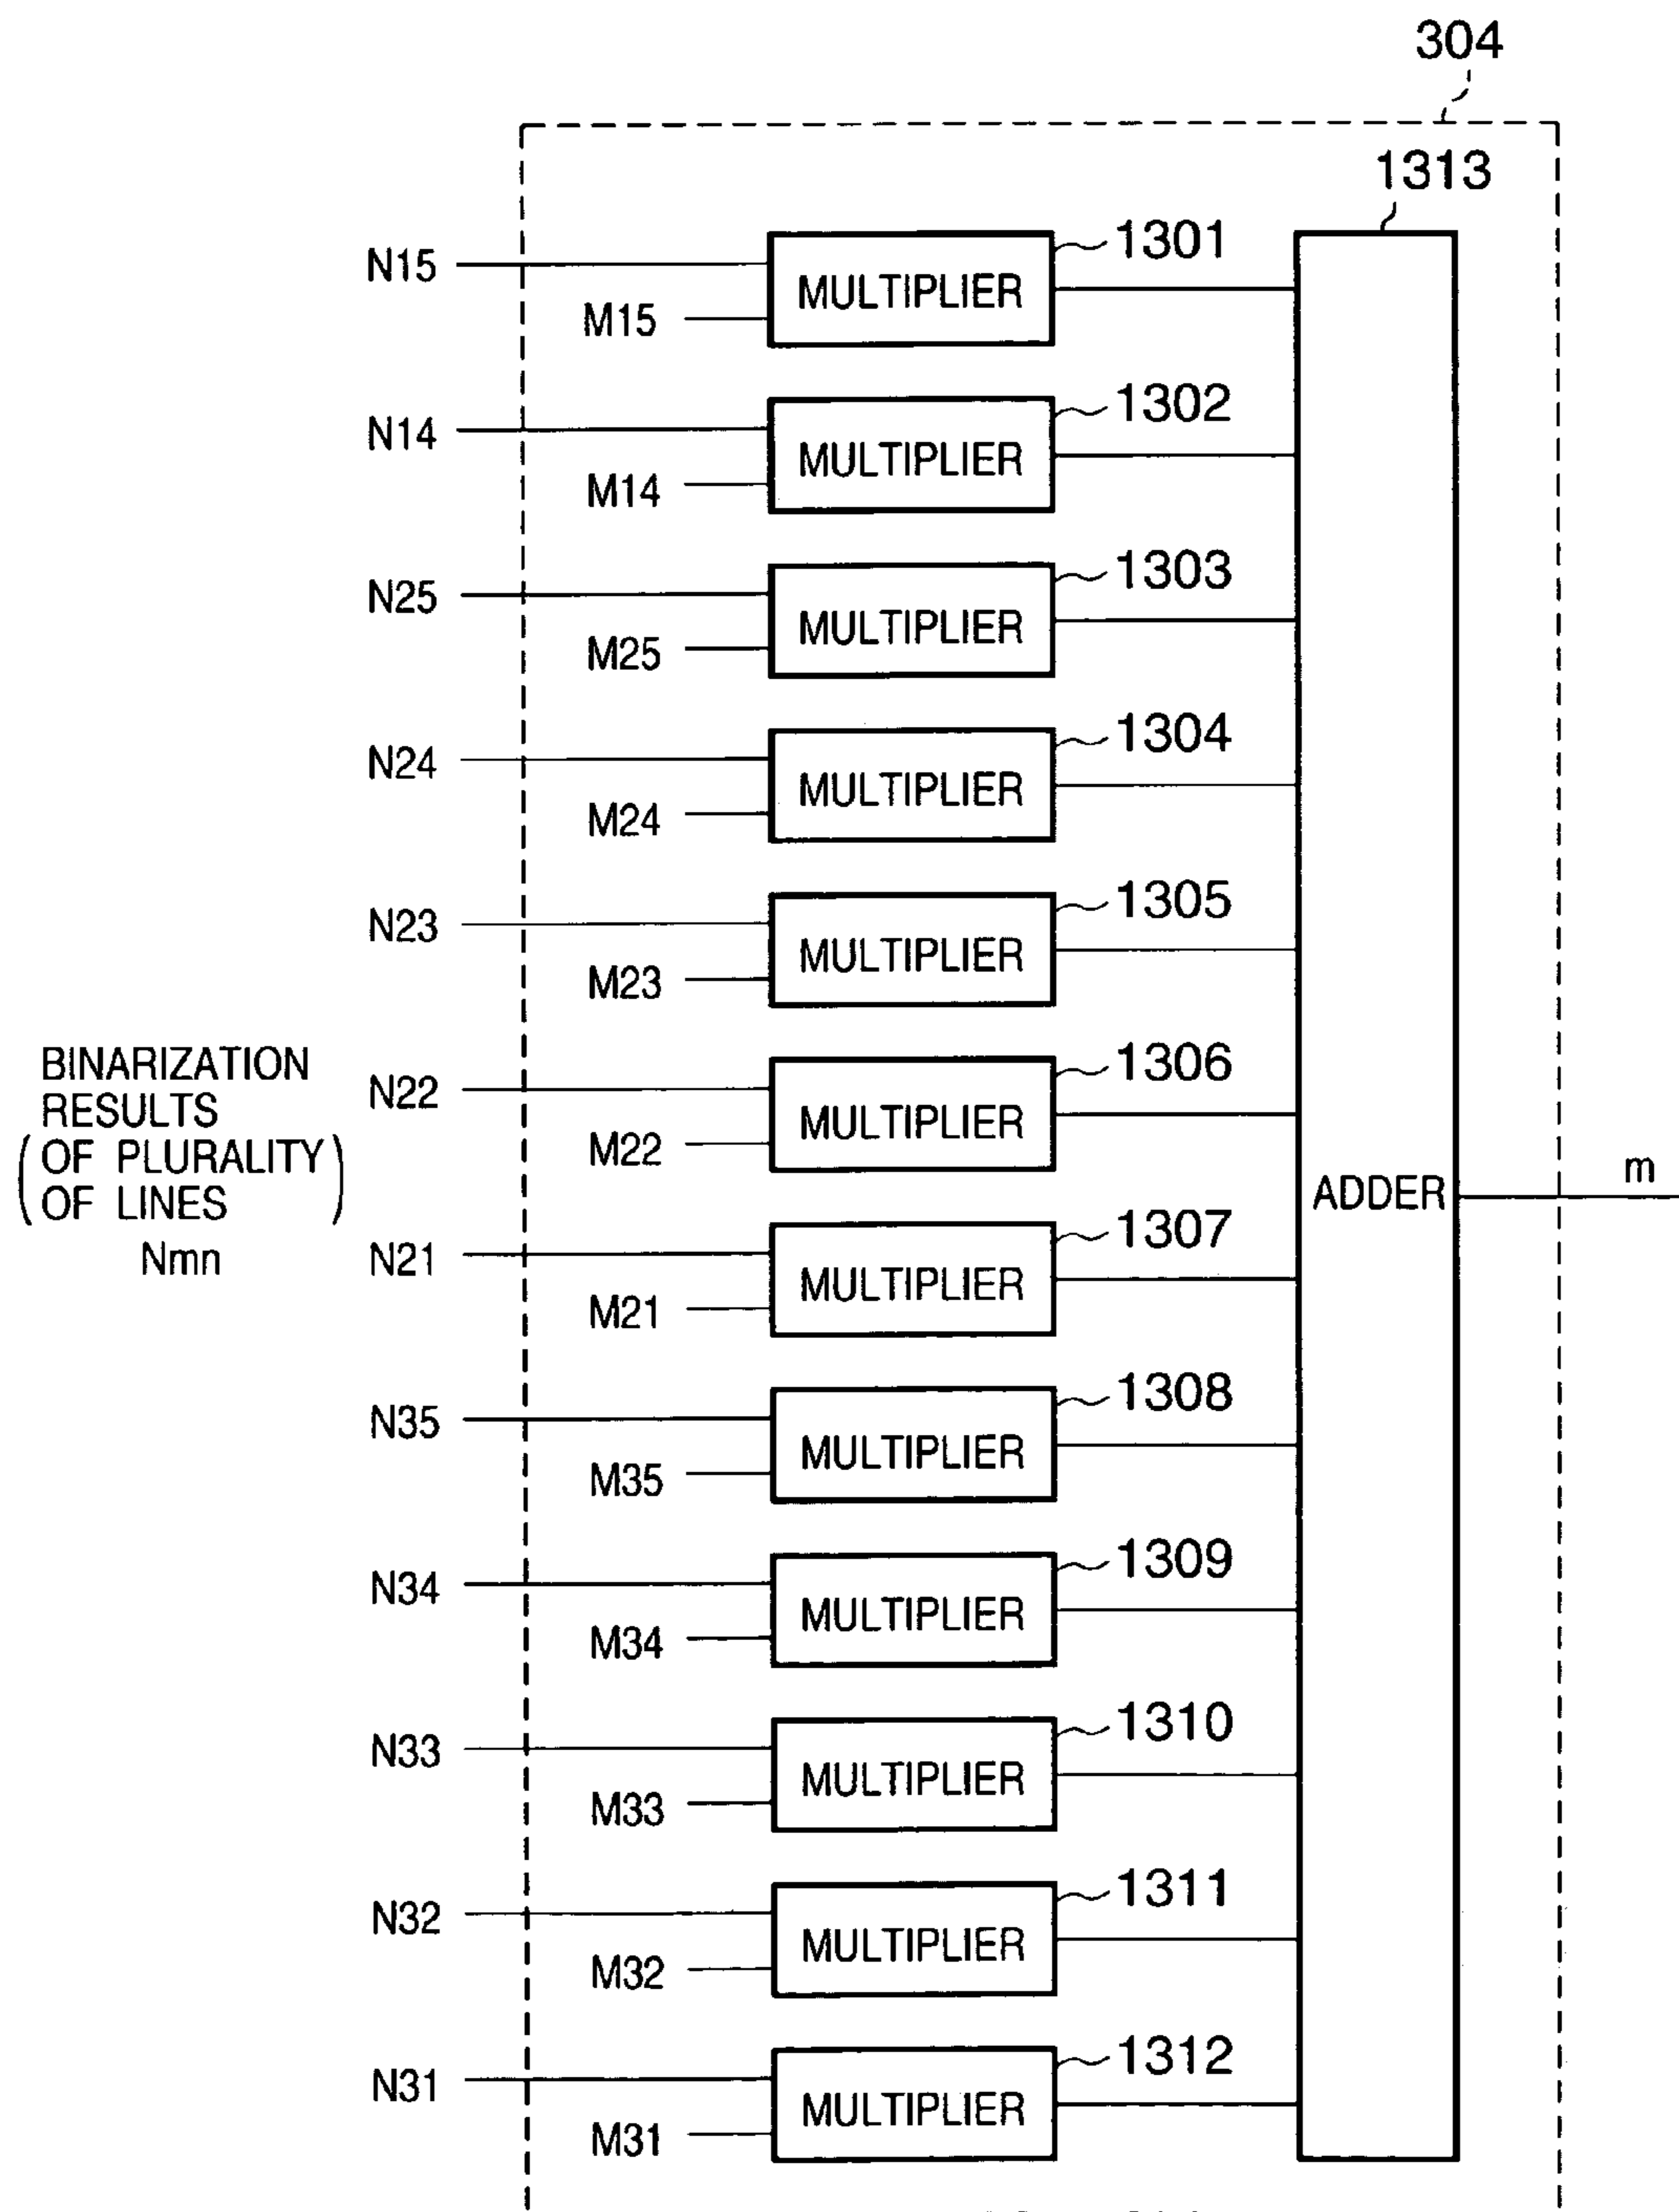 304
1313
N15
M15
MULTIPLIER
1301
N14
M14
MULTIPLIER
1302
N25
M25
MULTIPLIER
1303
N24
M24
MULTIPLIER
1304
N23
M23
MULTIPLIER
1305
BINARIZATION
RESULTS
(OF PLURALITY)
OF LINES
Nmn
N22
M22
MULTIPLIER
1306
ADDER
m
N21
M21
MULTIPLIER
1307
N35
M35
MULTIPLIER
1308
N34
M34
MULTIPLIER
1309
N33
M33
MULTIPLIER
1310
N32
M32
MULTIPLIER
1311
N31
M31
MULTIPLIER
1312